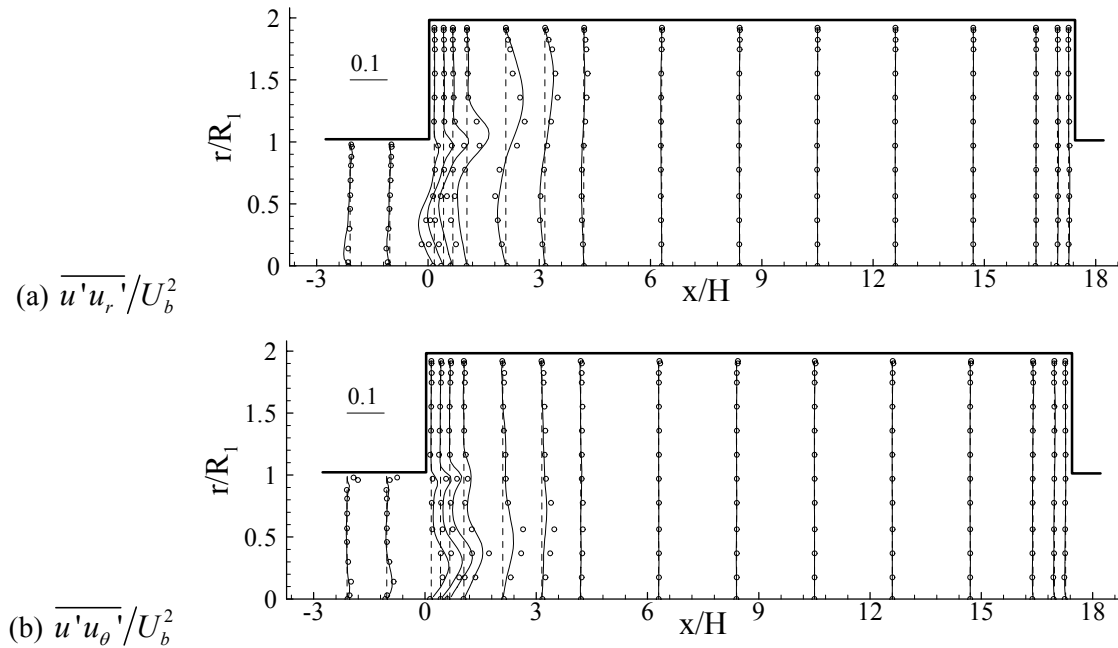 2
1.5
1
0.5
0
r/R₁
0.1
-3 0 3 6 9 12 15 18
x/H
(a) $\overline{u'u_r'}/U_b^2$
2
1.5
1
0.5
0
r/R₁
0.1
-3 0 3 6 9 12 15 18
x/H
(b) $\overline{u'u_\theta'}/U_b^2$